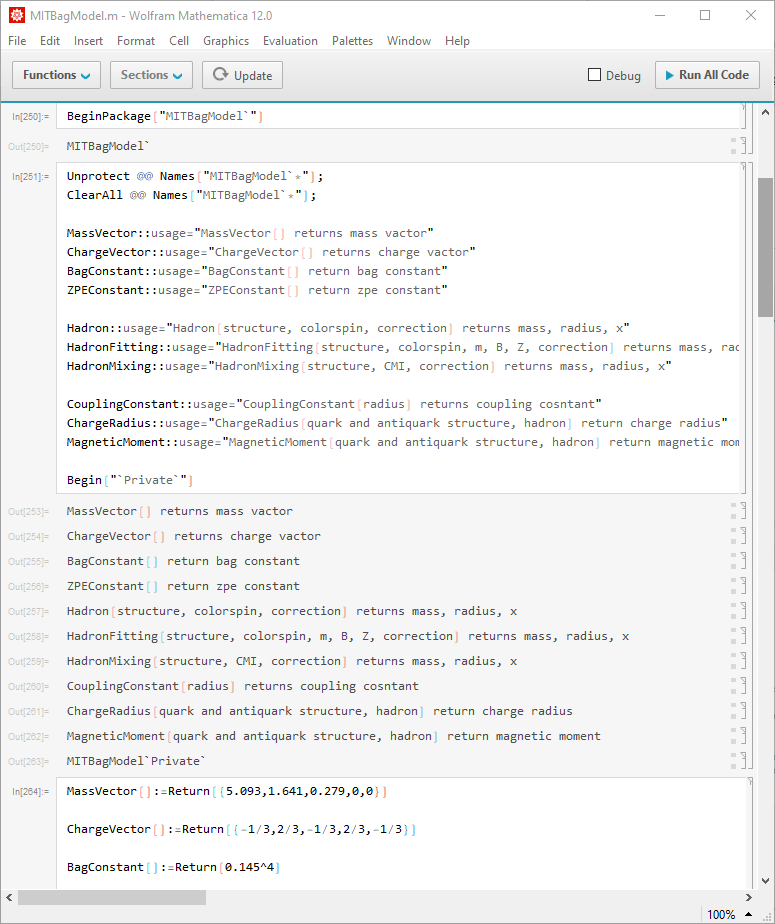 MITBagModel.m - Wolfram Mathematica 12.0
File Edit Insert Format Cell Graphics Evaluation Palettes Window Help
Functions Sections Update Debug Run All Code
In[250]:= BeginPackage["MITBagModel`"]
Out[250]= MITBagModel`
In[251]:= Unprotect @@ Names["MITBagModel`*"];
ClearAll @@ Names["MITBagModel`*"];
MassVector::usage="MassVector[] returns mass vactor"
ChargeVector::usage="ChargeVector[] returns charge vactor"
BagConstant::usage="BagConstant[] return bag constant"
ZPEConstant::usage="ZPEConstant[] return zpe constant"
Hadron::usage="Hadron[structure, colorspin, correction] returns mass, radius, x"
HadronFitting::usage="HadronFitting[structure, colorspin, m, B, Z, correction] returns mass, rad
HadronMixing::usage="HadronMixing[structure, CMI, correction] returns mass, radius, x"
CouplingConstant::usage="CouplingConstant[radius] returns coupling cosntant"
ChargeRadius::usage="ChargeRadius[quark and antiquark structure, hadron] return charge radius"
MagneticMoment::usage="MagneticMoment[quark and antiquark structure, hadron] return magnetic mom
Begin["`Private`"]
Out[253]= MassVector[] returns mass vactor
Out[254]= ChargeVector[] returns charge vactor
Out[255]= BagConstant[] return bag constant
Out[256]= ZPEConstant[] return zpe constant
Out[257]= Hadron[structure, colorspin, correction] returns mass, radius, x
Out[258]= HadronFitting[structure, colorspin, m, B, Z, correction] returns mass, radius, x
Out[259]= HadronMixing[structure, CMI, correction] returns mass, radius, x
Out[260]= CouplingConstant[radius] returns coupling cosntant
Out[261]= ChargeRadius[quark and antiquark structure, hadron] return charge radius
Out[262]= MagneticMoment[quark and antiquark structure, hadron] return magnetic moment
Out[263]= MITBagModel`Private`
In[264]:= MassVector[]:=Return[{5.093,1.641,0.279,0,0}]
ChargeVector[]:=Return[{-1/3,2/3,-1/3,2/3,-1/3}]
BagConstant[]:=Return[0.145^4]
100%